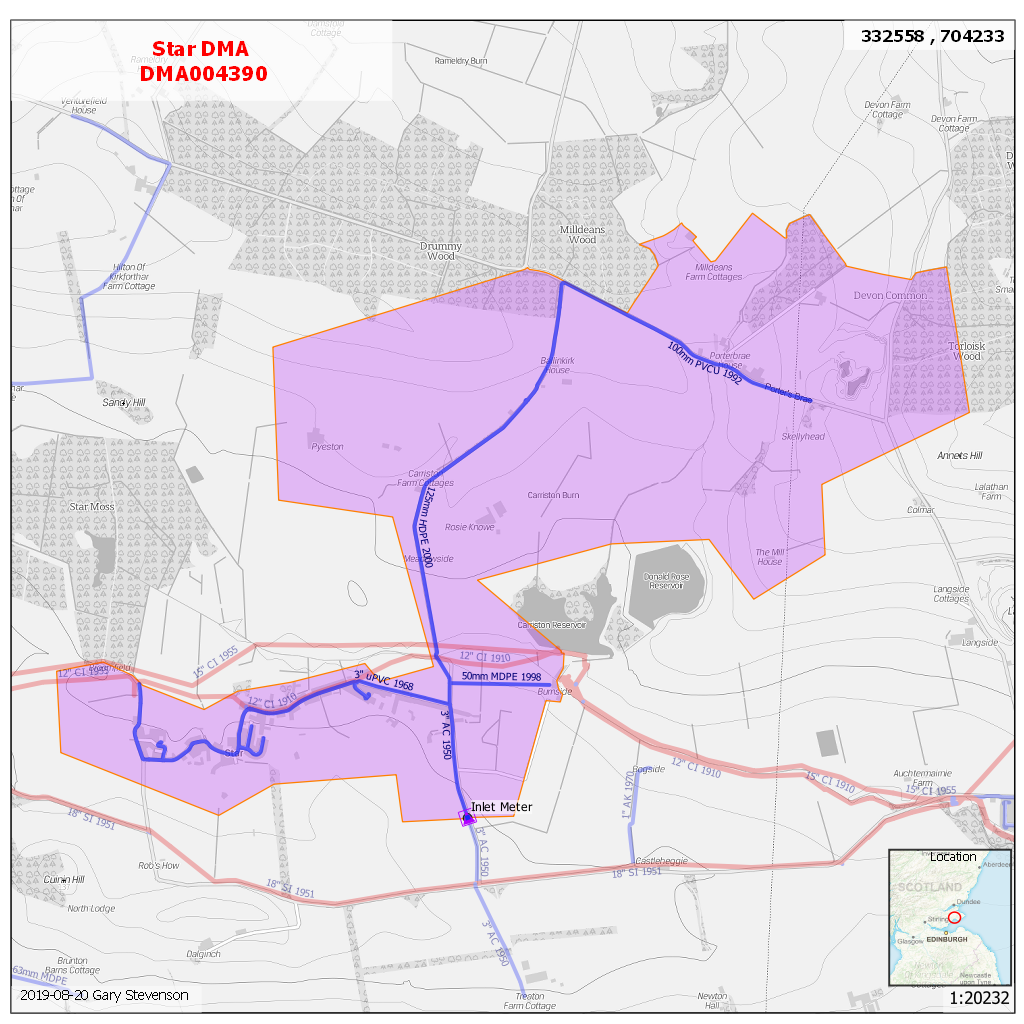 Star DMA
DMA004390
332558 , 704233
Cottage
Rameldry Burn
Venturefield
House
Devon Farm
Cottage
Devon Farm
Cottage
Milldeans
Wood
Drummy
Wood
Hilton Of
Kirkforthar
Farm Cottage
Milldeans
Farm Cottages
Devon Common
Torloisk
Wood
100mm PVCU 1992
Porterbrae
House
Ballinkirk
House
Porter's Brae
Sandy Hill
Skellyhead
Pyeston
Annets Hill
Carriston
Farm Cottages
Carriston Burn
Lalathan
Farm
Star Moss
125mm HDPE 2000
Colmar
Rosie Knowe
Meadowside
The Mill
House
Donald Rose
Reservoir
Langside
Cottages
Carriston Reservoir
Langside
15" CI 1955
12" CI 1910
12" CI 1955
3" uPVC 1968
50mm MDPE 1998
Burnside
12" CI 1910
3" AC 1950
Star
Bogside
12" CI 1910
15" CI 1910
Auchtermairnie
Farm
15" CI 1955
1" AK 1970
Inlet Meter
18" SI 1951
3" AC 1950
Rob's How
Castleheggie
18" SI 1951
Cuinin Hill
18" SI 1951
North Lodge
3" AC 1950
Dalginch
Brunton
Barns Cottage
63mm MDPE
2019-08-20 Gary Stevenson
Treaton
Farm Cottage
Newton
Hall
Location
Aberdeen
SCOTLAND
Dundee
Stirling
Glasgow
EDINBURGH
Newcastle
upon Tyne
1:20232